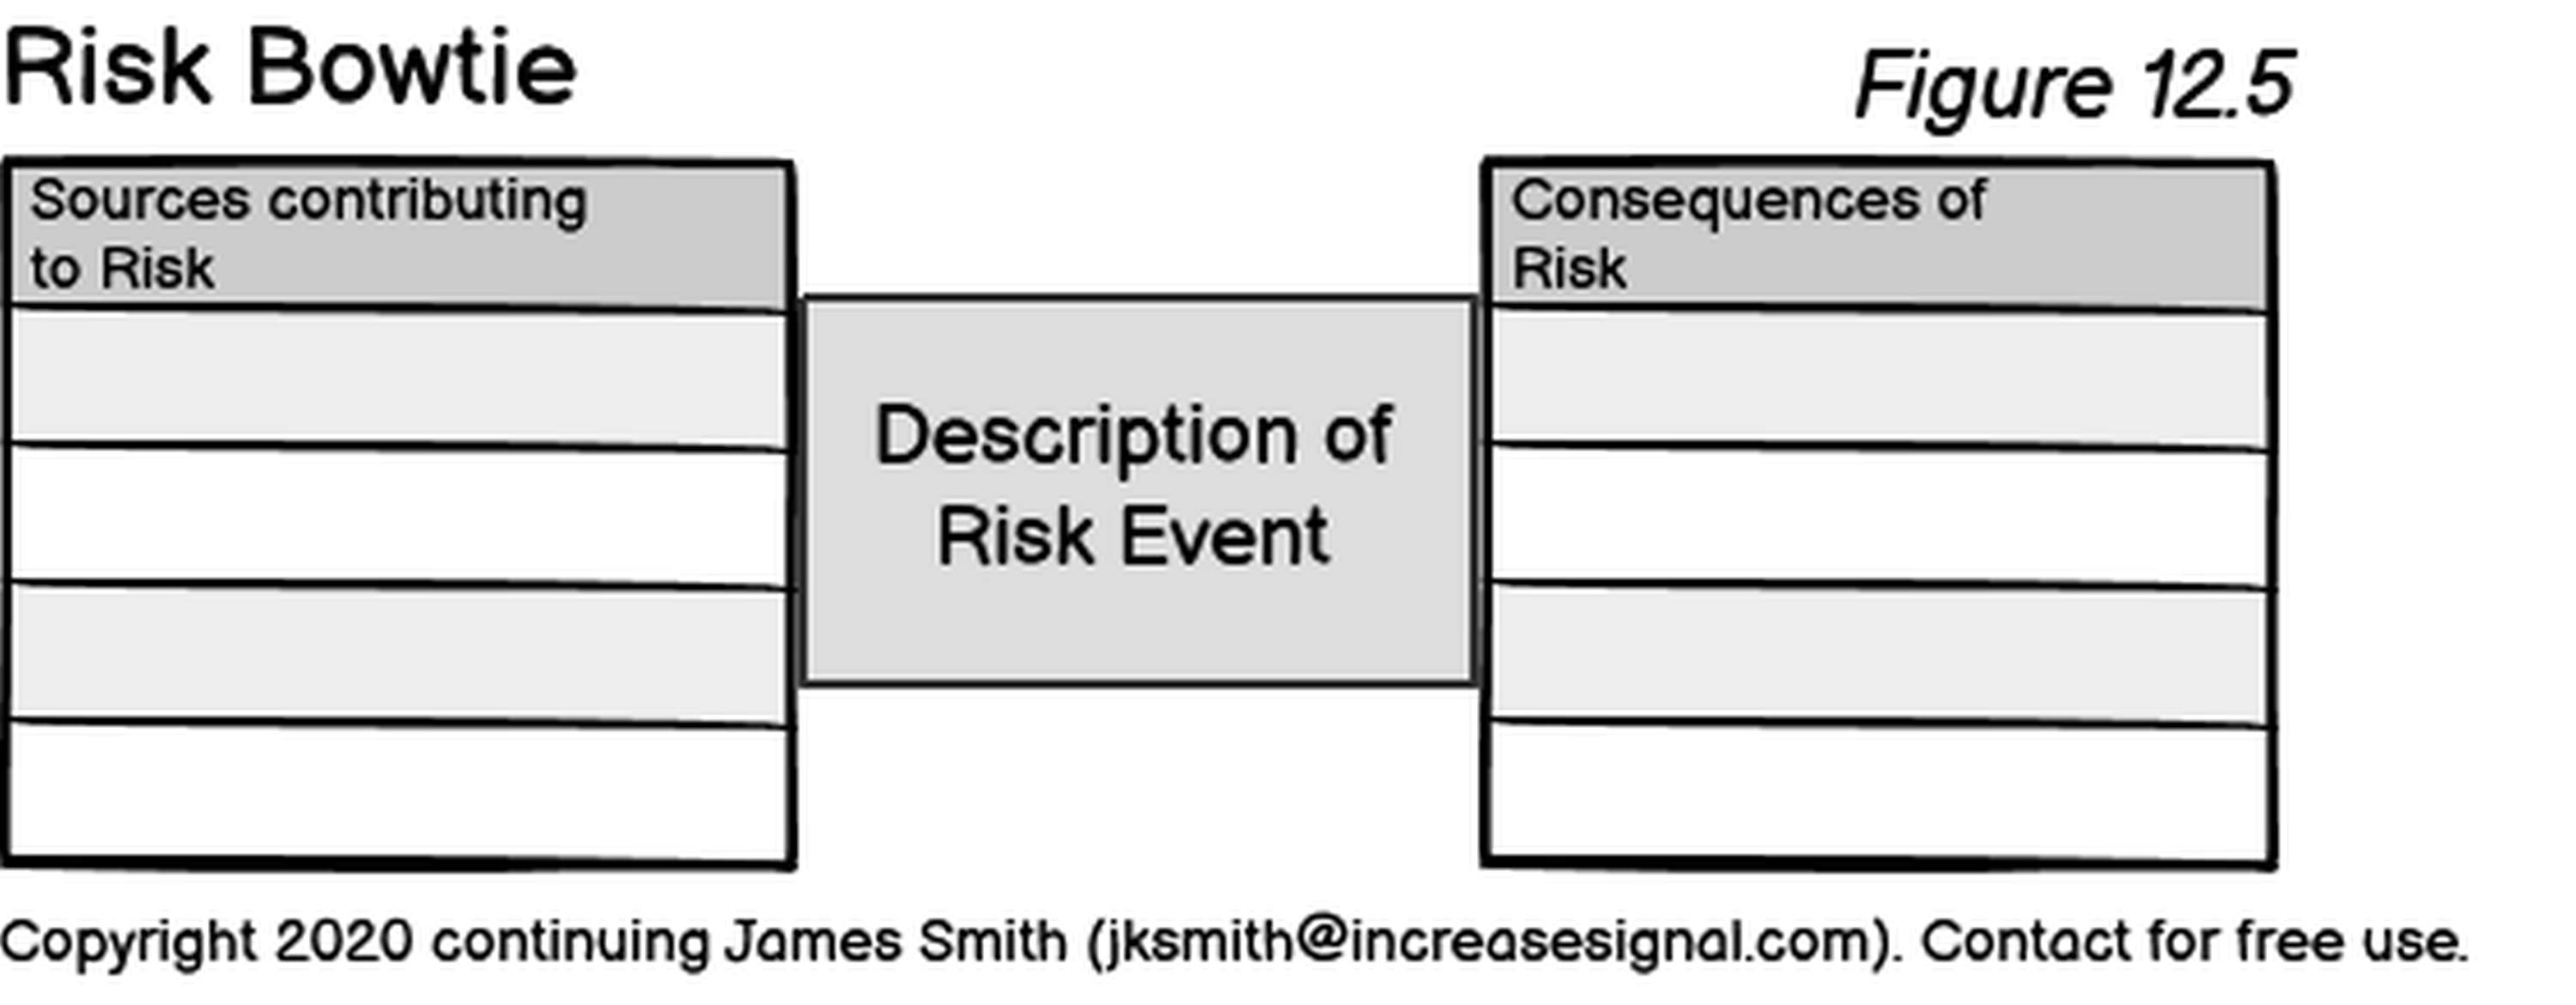 Risk Bowtie
Figure 12.5
Sources contributing
to Risk
Description of
Risk Event
Consequences of
Risk
Copyright 2020 continuing James Smith (jksmith@increasesignal.com). Contact for free use.